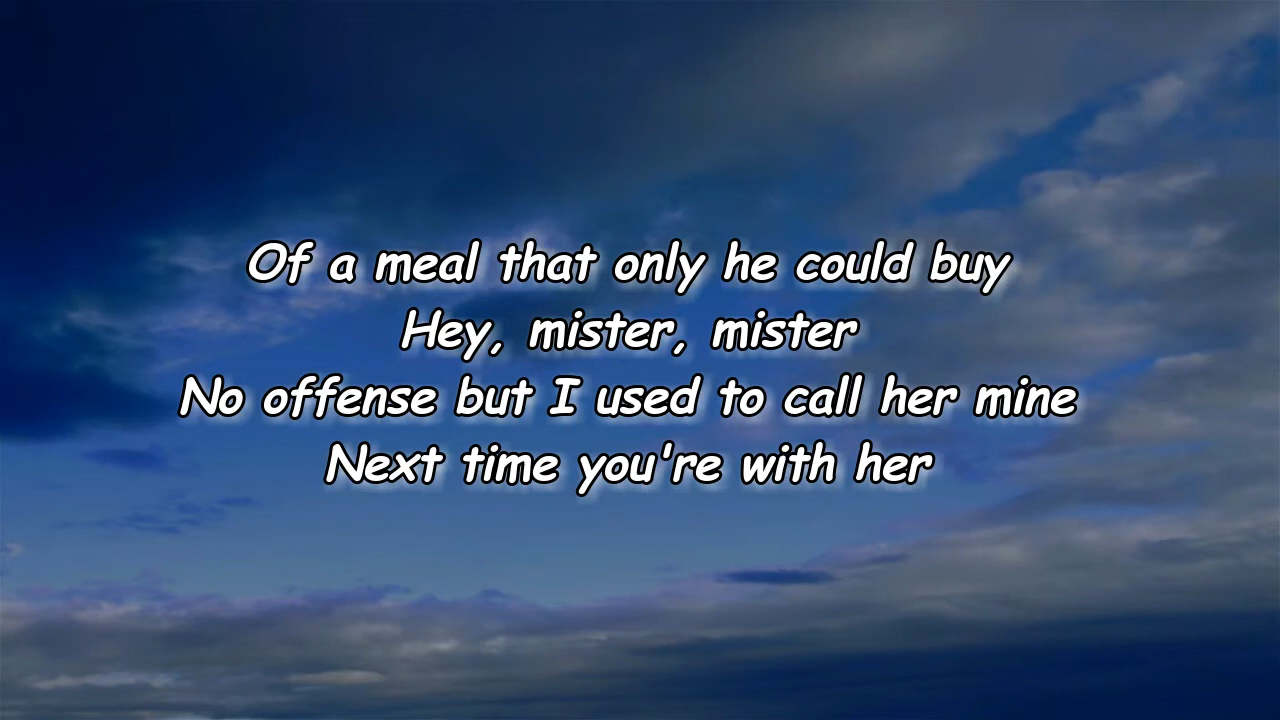 Of a meal that only he could buy
Hey, mister, mister
No offense but I used to call her mine
Next time you're with her